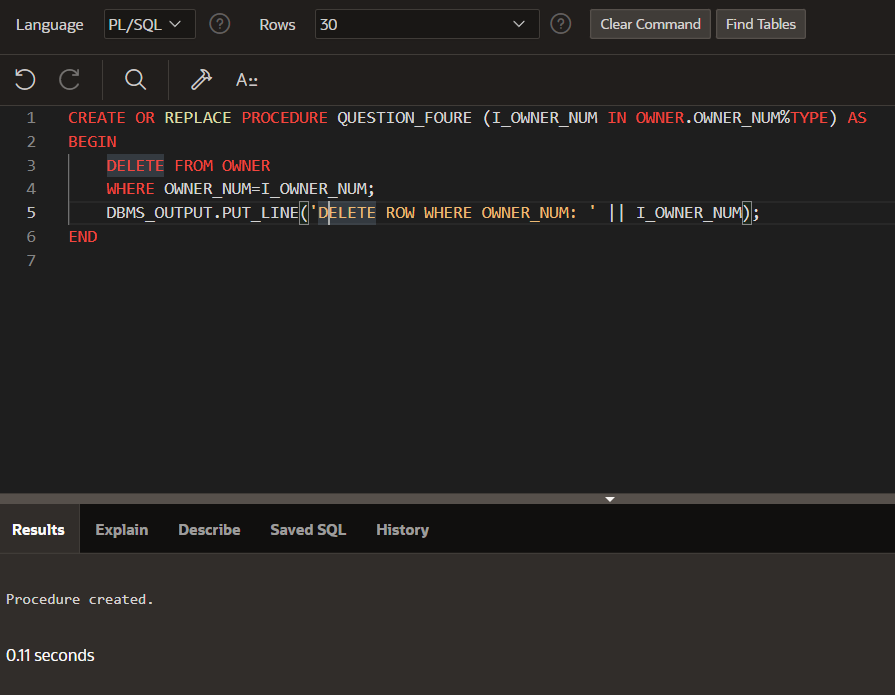 Language PL/SQL ? Rows 30 ? Clear Command Find Tables
A::
1 CREATE OR REPLACE PROCEDURE QUESTION_FOURE (I_OWNER_NUM IN OWNER.OWNER_NUM%TYPE) AS
2 BEGIN
3 DELETE FROM OWNER
4 WHERE OWNER_NUM=I_OWNER_NUM;
5 DBMS_OUTPUT.PUT_LINE('DELETE ROW WHERE OWNER_NUM: ' || I_OWNER_NUM);
6 END
7
Results Explain Describe Saved SQL History
Procedure created.
0.11 seconds